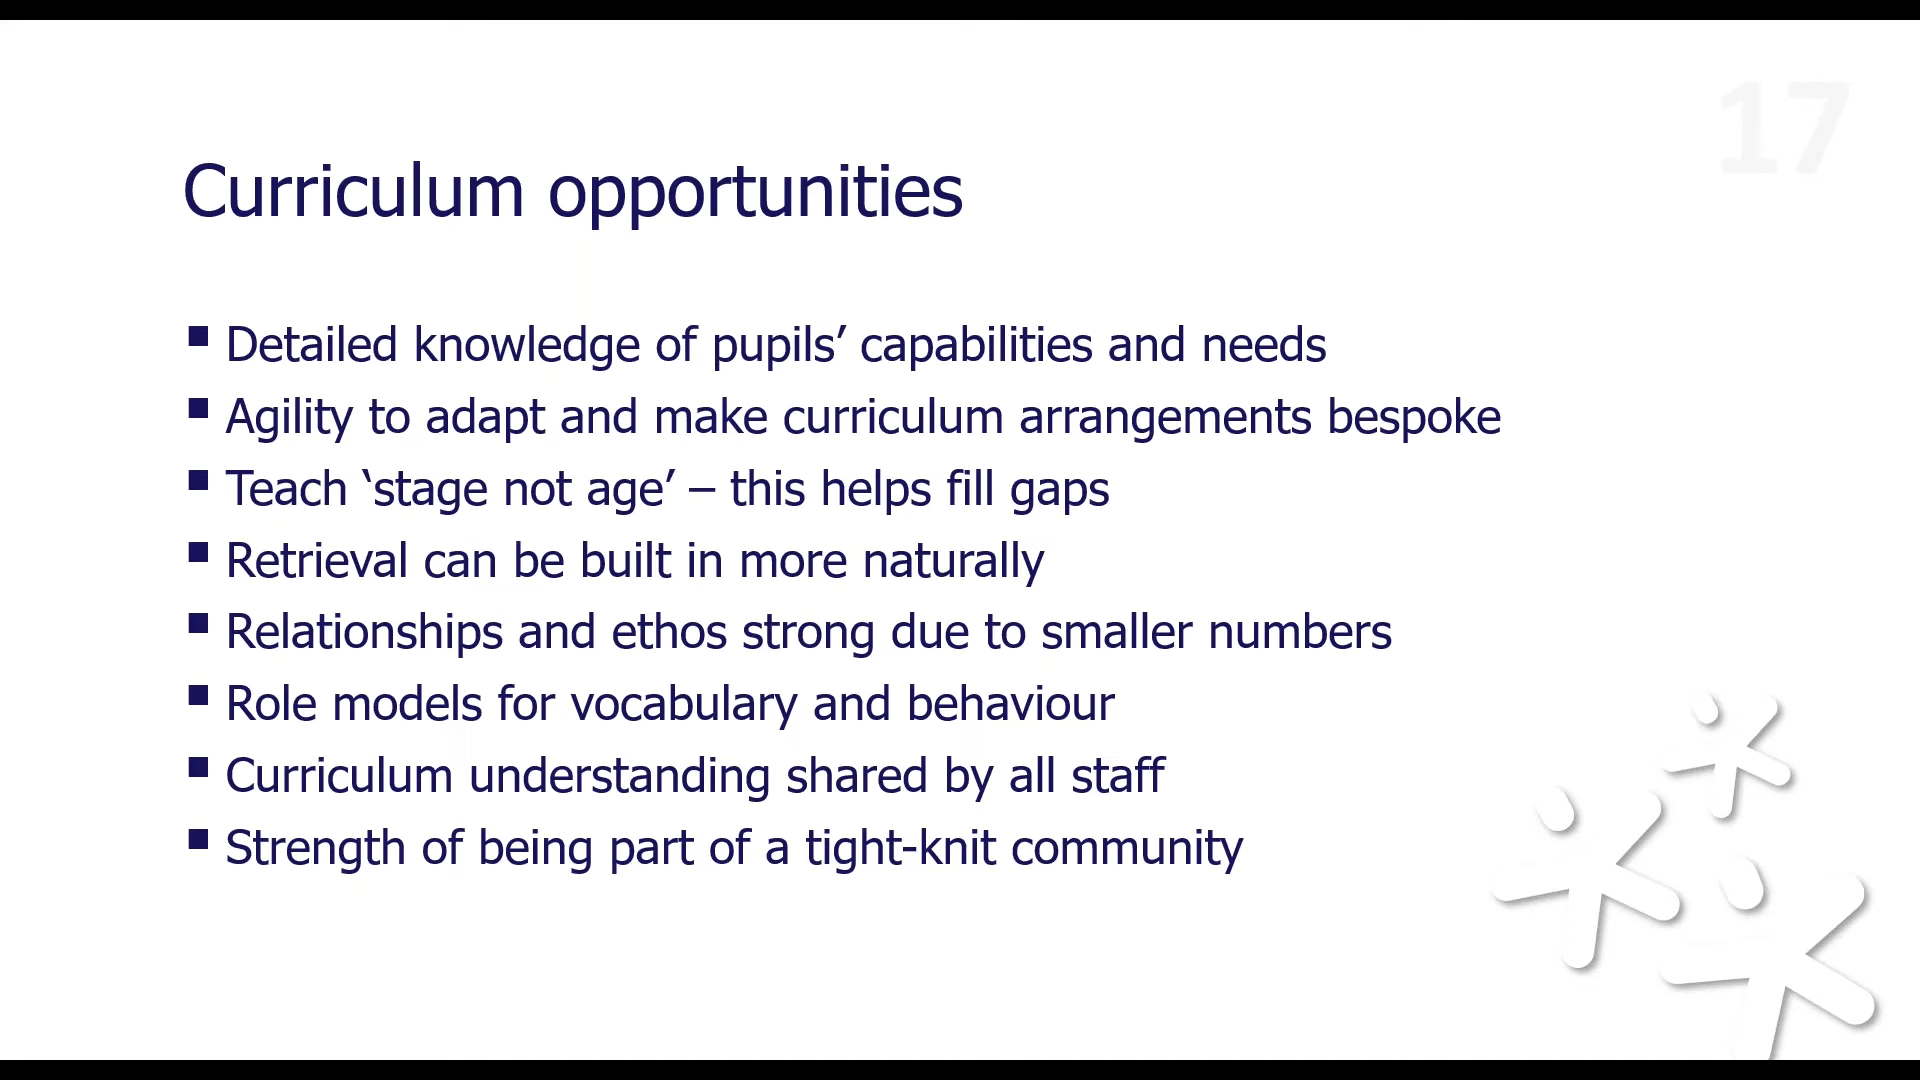 17
Curriculum opportunities
▪ Detailed knowledge of pupils’ capabilities and needs
▪ Agility to adapt and make curriculum arrangements bespoke
▪ Teach ‘stage not age’ – this helps fill gaps
▪ Retrieval can be built in more naturally
▪ Relationships and ethos strong due to smaller numbers
▪ Role models for vocabulary and behaviour
▪ Curriculum understanding shared by all staff
▪ Strength of being part of a tight-knit community